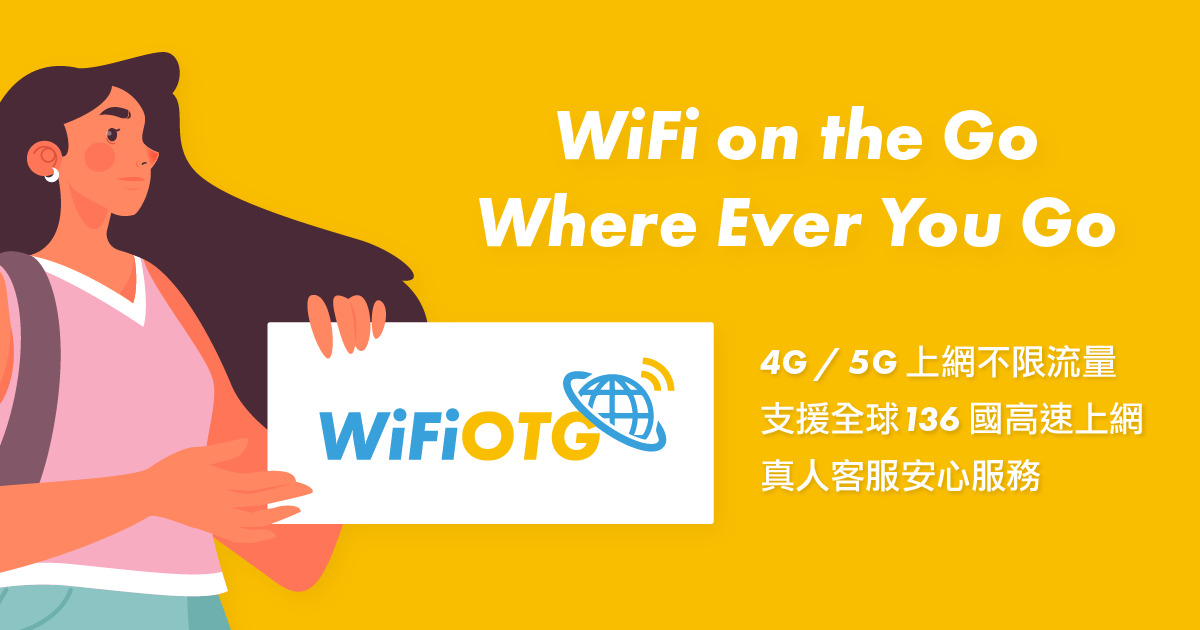 WiFi on the Go
Where Ever You Go
WiFiOTG
4G / 5G 上網不限流量
支援全球 136 國高速上網
真人客服安心服務